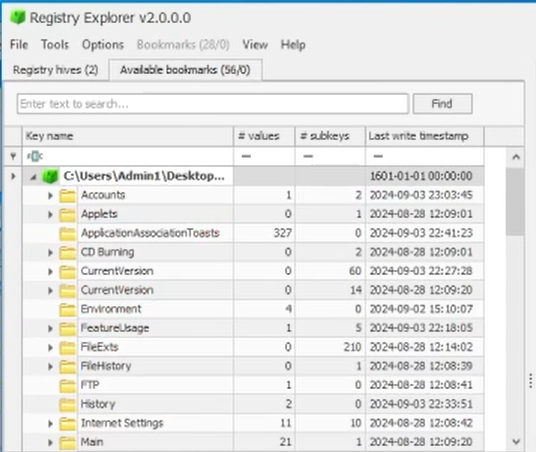 Registry Explorer v2.0.0.0
File Tools Options Bookmarks (28/0) View Help
Registry hives (2) Available bookmarks (56/0)
Enter text to search... Find
Key name # values # subkeys Last write timestamp
C:\Users\Admin1\Desktop... 1601-01-01 00:00:00
Accounts 1 2 2024-09-03 23:03:45
Applets 0 1 2024-08-28 12:09:01
ApplicationAssociationToasts 327 0 2024-09-03 22:41:23
CD Burning 0 2 2024-08-28 12:09:01
CurrentVersion 0 60 2024-09-03 22:27:28
CurrentVersion 0 14 2024-08-28 12:09:20
Environment 4 0 2024-09-02 15:10:07
FeatureUsage 1 5 2024-09-03 22:18:05
FileExts 0 210 2024-08-28 12:14:02
FileHistory 0 1 2024-08-28 12:08:39
FTP 1 0 2024-08-28 12:08:41
History 2 0 2024-09-03 22:33:51
Internet Settings 11 10 2024-08-28 12:08:42
Main 21 1 2024-08-28 12:09:20